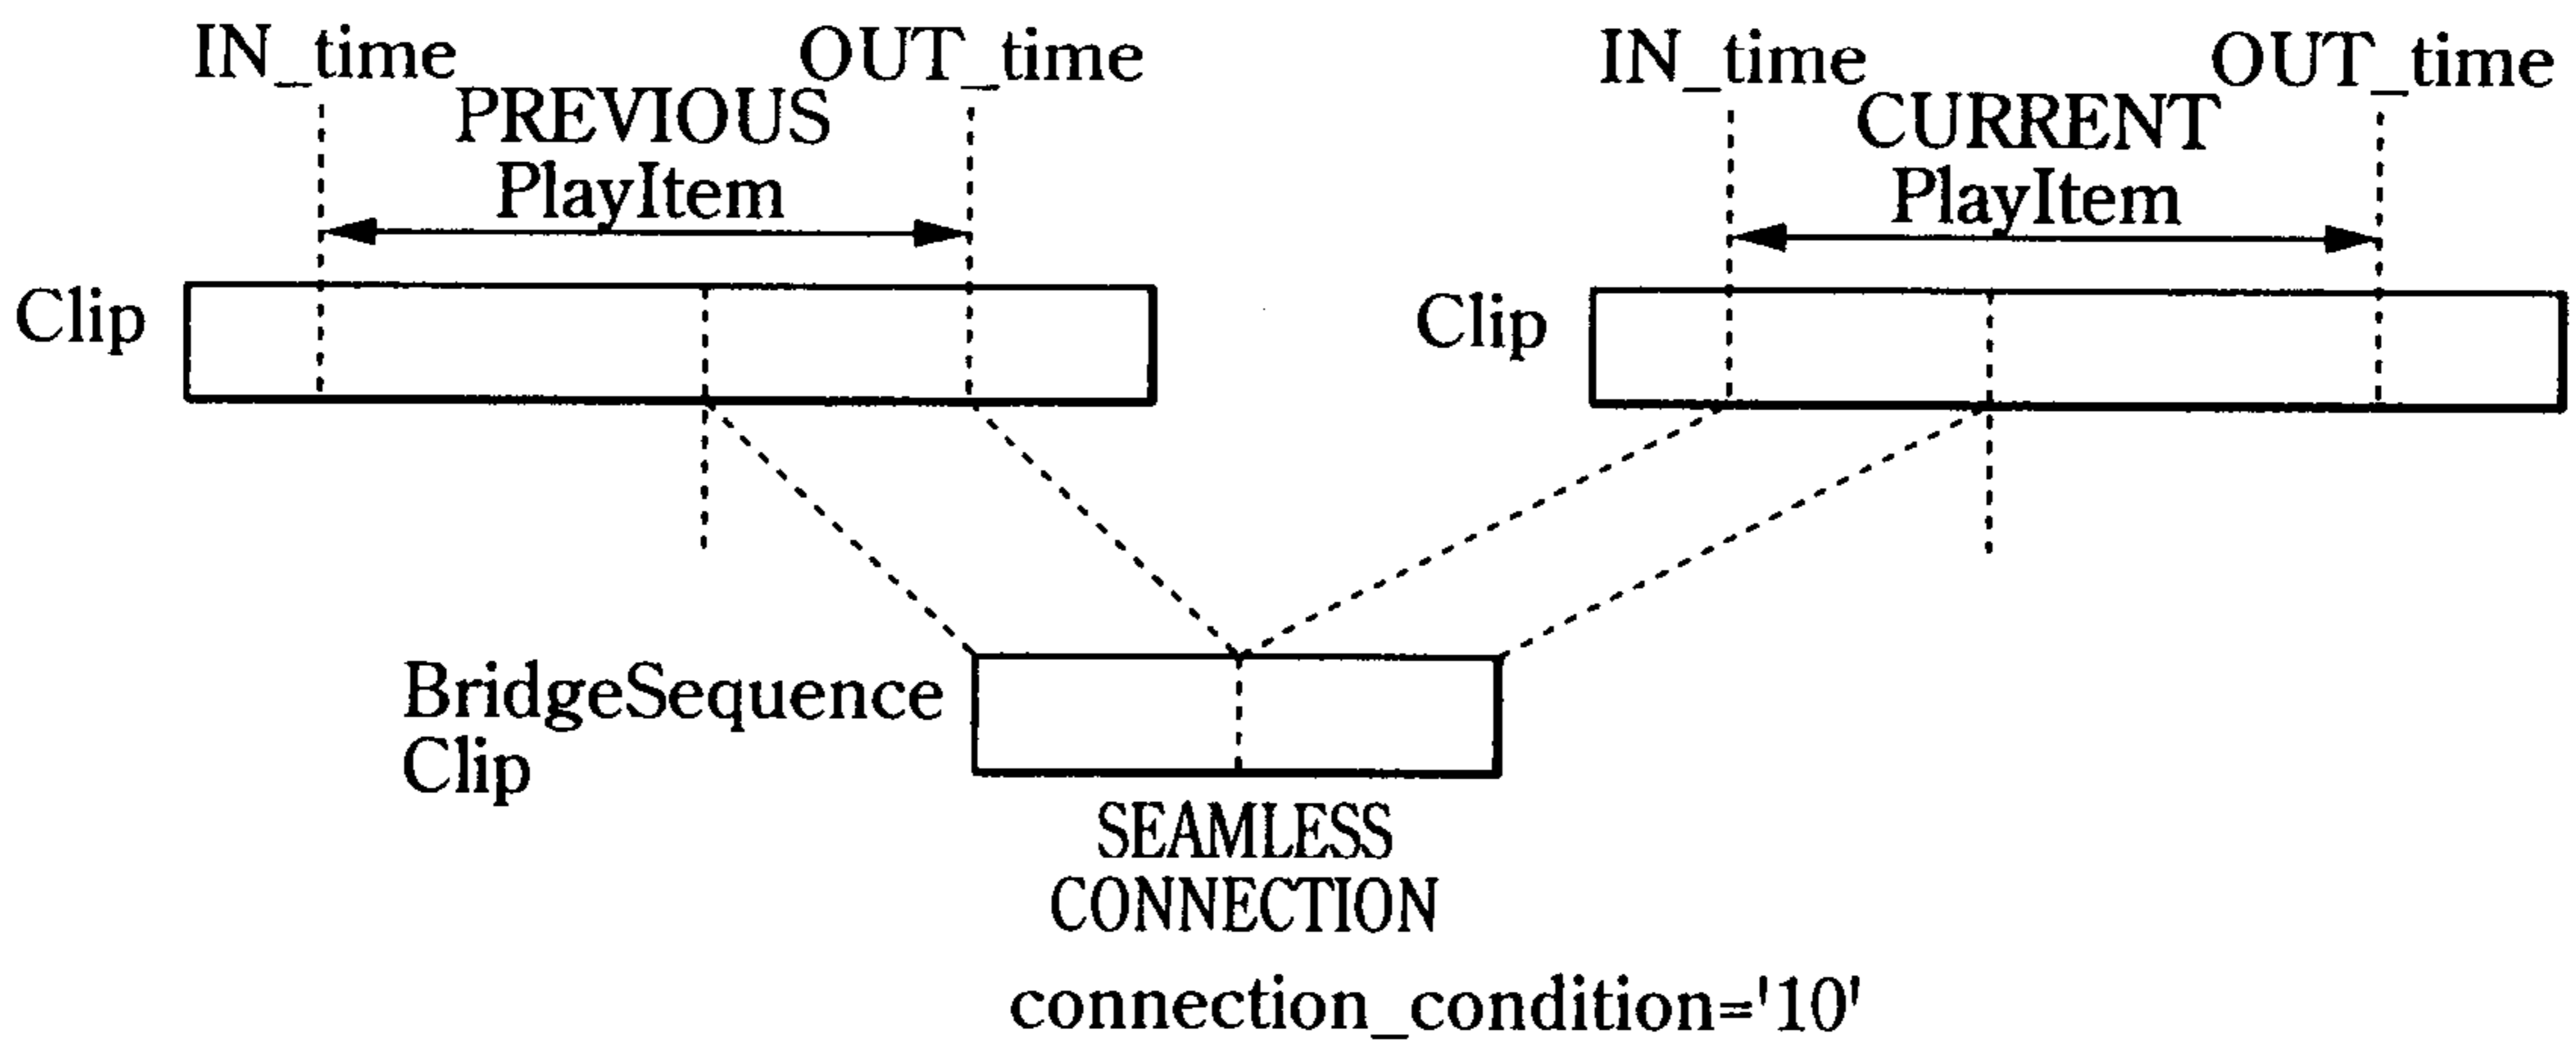 IN_time
OUT_time
PREVIOUS
PlayItem
Clip
IN_time
OUT_time
CURRENT
PlayItem
Clip
BridgeSequence
Clip
SEAMLESS
CONNECTION
connection_condition='10'